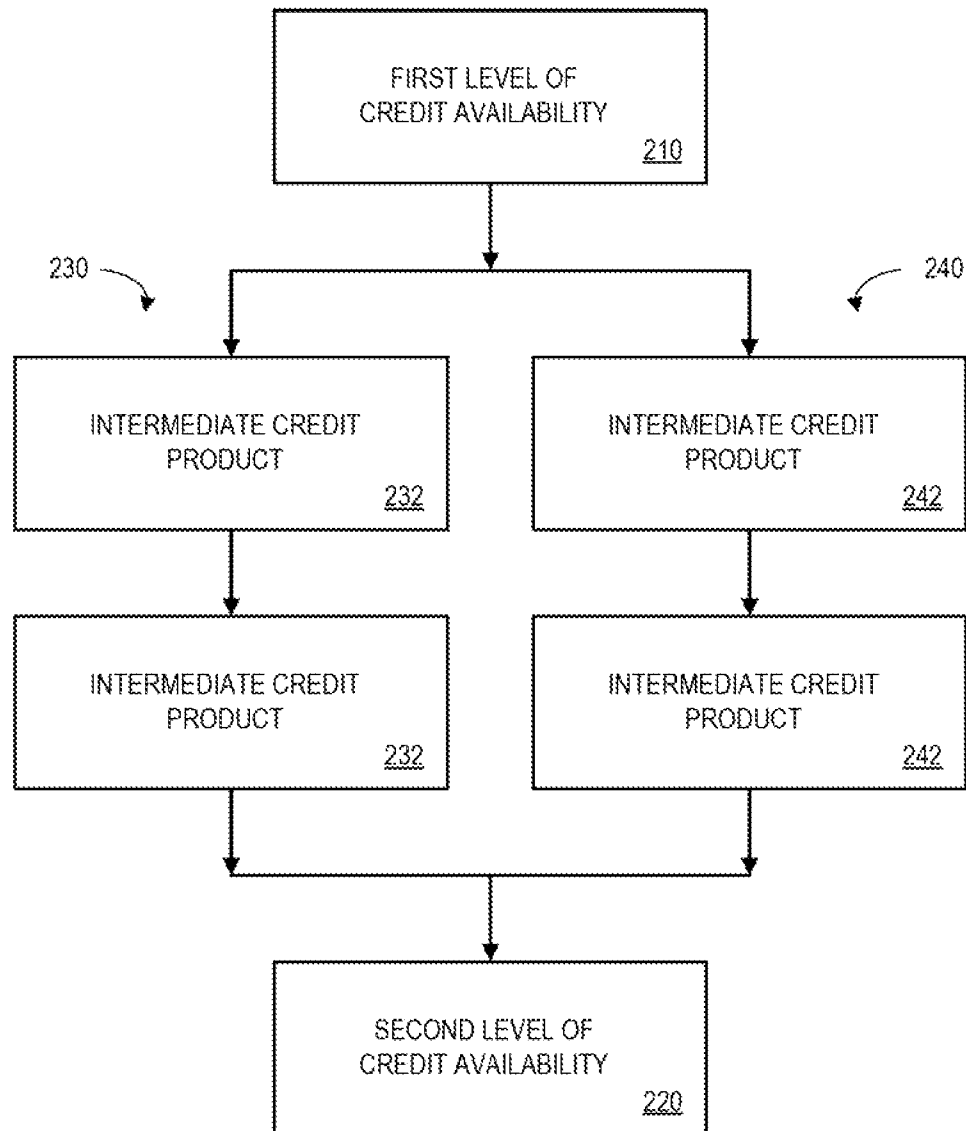 FIRST LEVEL OF
CREDIT AVAILABILITY
210
230
240
INTERMEDIATE CREDIT
PRODUCT
232
INTERMEDIATE CREDIT
PRODUCT
242
INTERMEDIATE CREDIT
PRODUCT
232
INTERMEDIATE CREDIT
PRODUCT
242
SECOND LEVEL OF
CREDIT AVAILABILITY
220